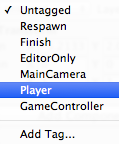 Untagged
Respawn
Finish
EditorOnly
MainCamera
Player
GameController
Add Tag...